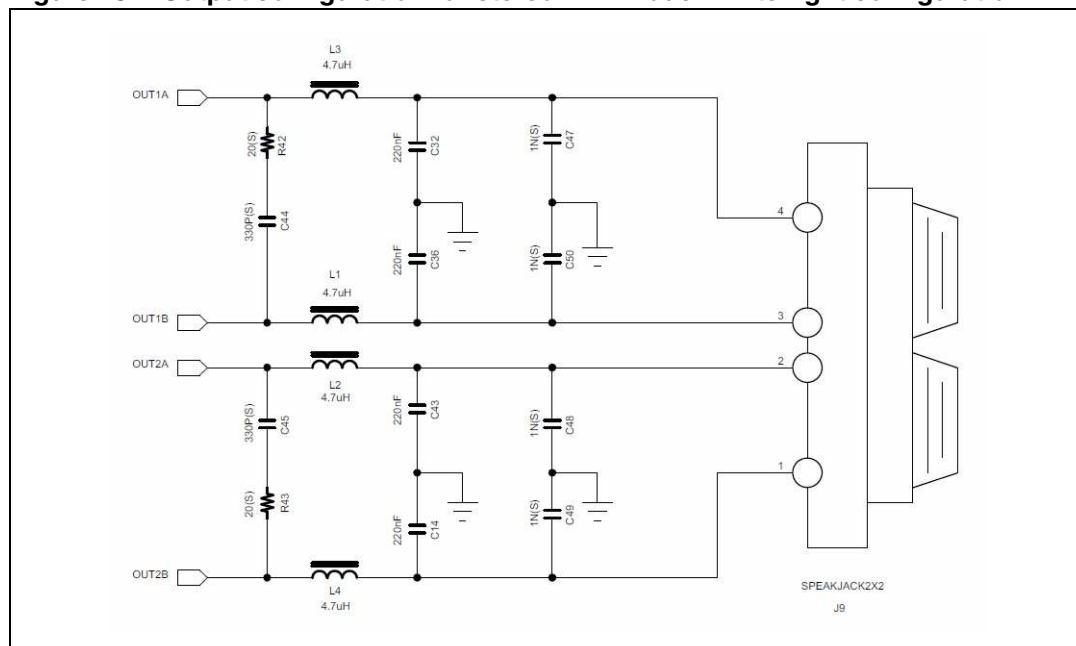 L3
4.7uH
OUT1A
20(S)
R42
220nF
C32
1N(S)
C47
4
330P(S)
C44
220nF
C36
1N(S)
C50
L1
4.7uH
OUT1B
3
OUT2A
2
L2
4.7uH
330P(S)
C45
220nF
C43
1N(S)
C48
1
20(S)
R43
220nF
C14
1N(S)
C49
OUT2B
L4
4.7uH
SPEAKJACK2X2
J9